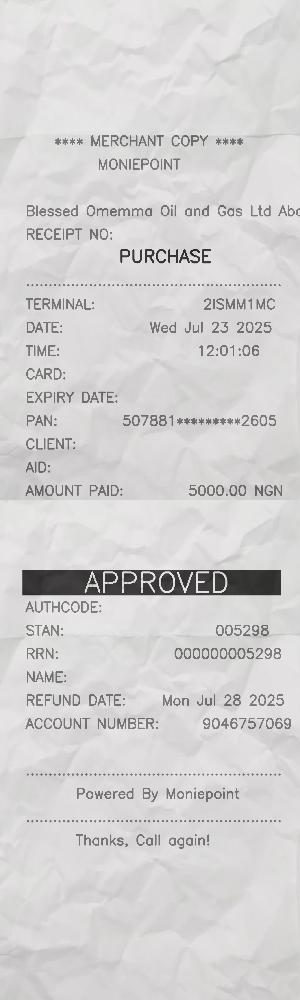 **** MERCHANT COPY ****
MONIEPOINT
Blessed Omemma Oil and Gas Ltd Abo
RECEIPT NO:
PURCHASE
TERMINAL: 2ISMM1MC
DATE: Wed Jul 23 2025
TIME: 12:01:06
CARD:
EXPIRY DATE:
PAN: 507881*********2605
CLIENT:
AID:
AMOUNT PAID: 5000.00 NGN
APPROVED
AUTHCODE:
STAN: 005298
RRN: 000000005298
NAME:
REFUND DATE: Mon Jul 28 2025
ACCOUNT NUMBER: 9046757069
Powered By Moniepoint
Thanks, Call again!